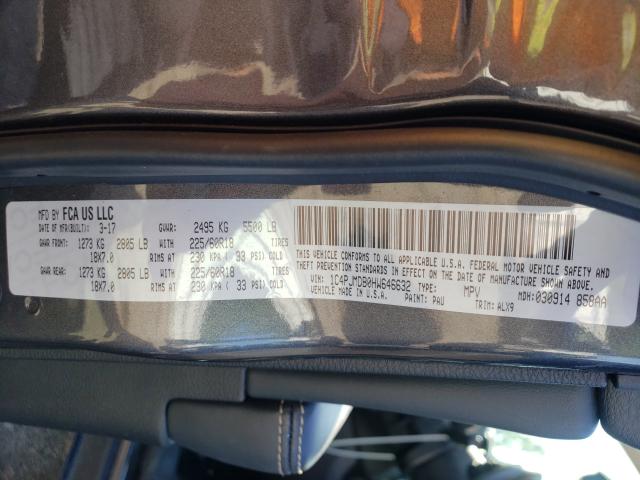 MFD BY FCA US LLC
DATE OF MFR(BUILT): 3-17 GVWR: 2495 KG 5500 LB
GAWR FRONT: 1273 KG 2805 LB WITH 225/60R18 TIRES
18X7.0 RIMS AT 230 KPA ( 33 PSI) COLD
GAWR REAR: 1273 KG 2805 LB WITH 225/60R18 TIRES
18X7.0 RIMS AT 230 KPA ( 33 PSI) COLD
THIS VEHICLE CONFORMS TO ALL APPLICABLE U.S.A. FEDERAL MOTOR VEHICLE SAFETY AND
THEFT PREVENTION STANDARDS IN EFFECT ON THE DATE OF MANUFACTURE SHOWN ABOVE.
VIN: 1C4PJMDB0HW646632 TYPE: MPV MDH:030914 858AA
VEHICLE MADE IN U.S.A. PAINT: PAU TRIM: ALX9